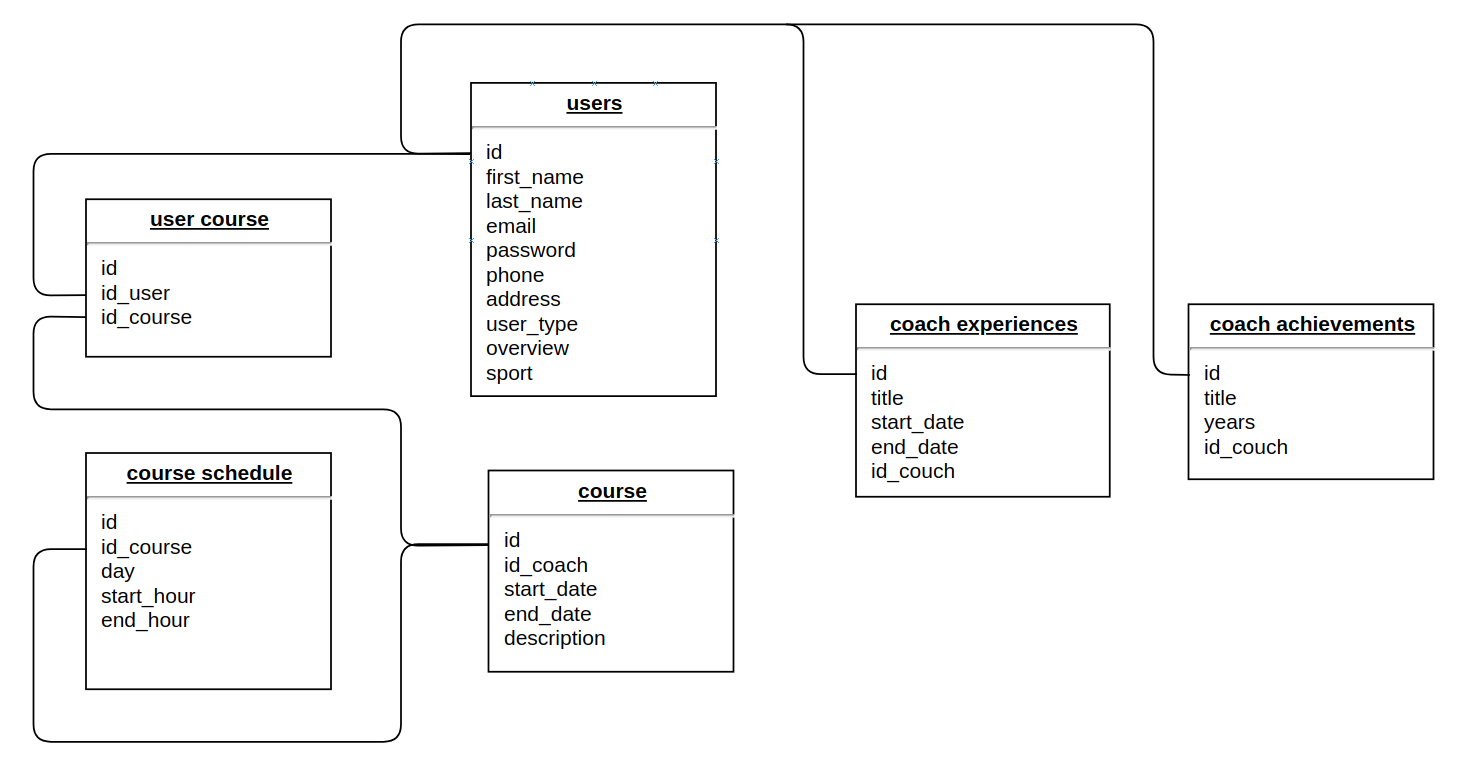 users
id
first_name
last_name
email
password
phone
address
user_type
overview
sport
user course
id
id_user
id_course
coach experiences
id
title
start_date
end_date
id_couch
coach achievements
id
title
years
id_couch
course schedule
id
id_course
day
start_hour
end_hour
course
id
id_coach
start_date
end_date
description